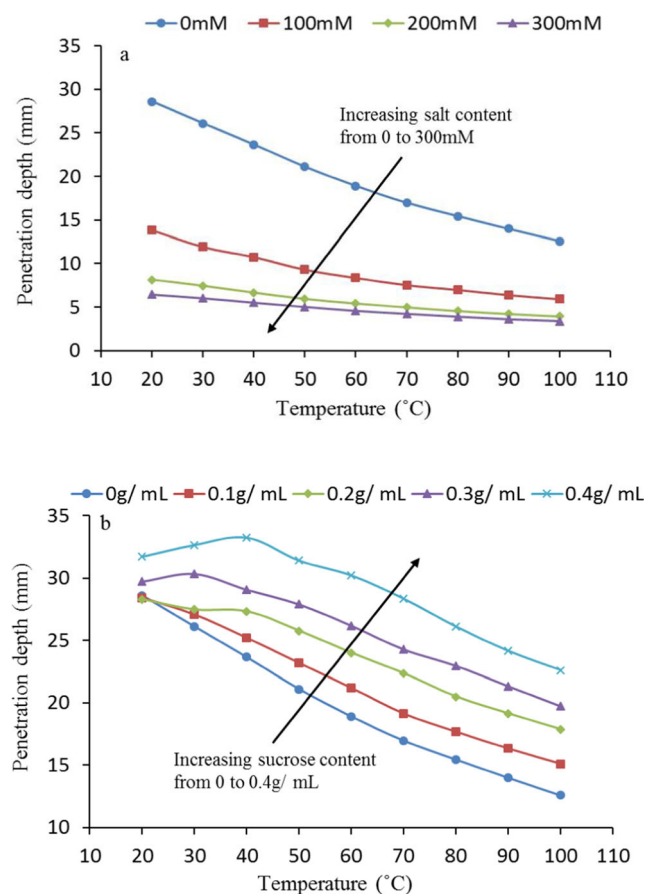 0mM 100mM 200mM 300mM
35
a
30
Increasing salt content
from 0 to 300mM
25
20
15
10
5
0
Penetration depth (mm)
10 20 30 40 50 60 70 80 90 100 110
Temperature (˚C)
0g/ mL 0.1g/ mL 0.2g/ mL 0.3g/ mL 0.4g/ mL
35
b
30
25
20
15
10
Penetration depth (mm)
Increasing sucrose content
from 0 to 0.4g/ mL
10 20 30 40 50 60 70 80 90 100 110
Temperature (˚C)